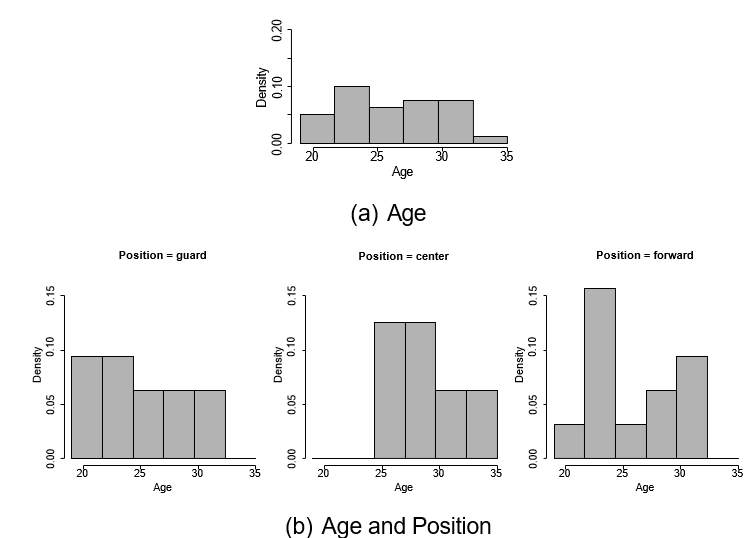 0.20
0.10
0.00
Density
20 25 30 35
Age
(a) Age
Position = guard
0.15
0.10
0.05
0.00
Density
20 25 30 35
Age
Position = center
0.15
0.10
0.05
0.00
Density
20 25 30 35
Age
Position = forward
0.15
0.10
0.05
0.00
Density
20 25 30 35
Age
(b) Age and Position